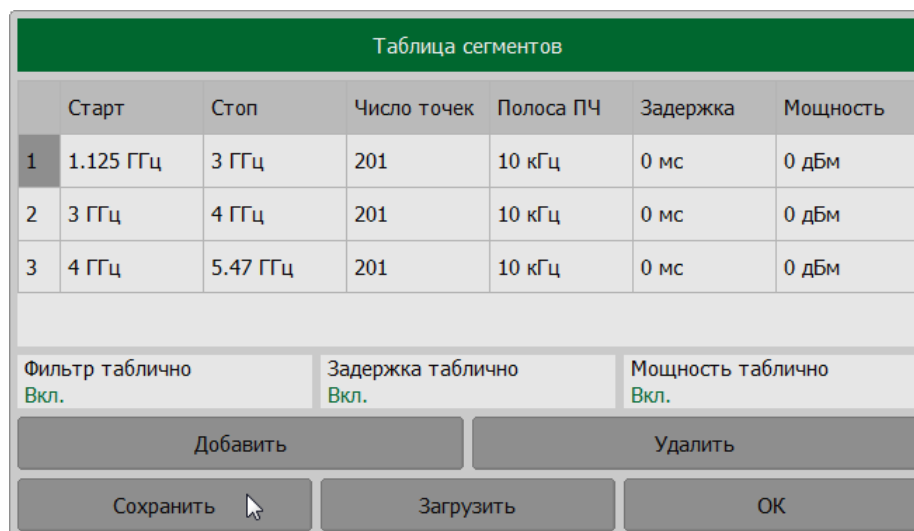 Таблица сегментов
Старт Стоп Число точек Полоса ПЧ Задержка Мощность
1 1.125 ГГц 3 ГГц 201 10 кГц 0 мс 0 дБм
2 3 ГГц 4 ГГц 201 10 кГц 0 мс 0 дБм
3 4 ГГц 5.47 ГГц 201 10 кГц 0 мс 0 дБм
Фильтр таблично Задержка таблично Мощность таблично
Вкл. Вкл. Вкл.
Добавить Удалить
Сохранить Загрузить ОК